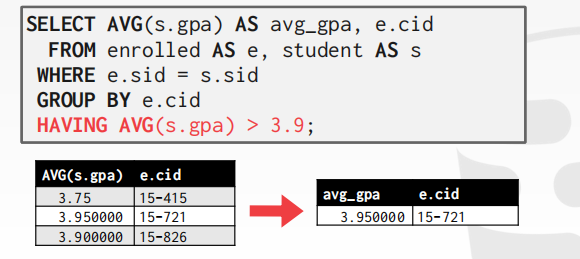 SELECT AVG(s.gpa) AS avg_gpa, e.cid
FROM enrolled AS e, student AS s
WHERE e.sid = s.sid
GROUP BY e.cid
HAVING AVG(s.gpa) > 3.9;
AVG(s.gpa) e.cid
3.75 15-415
3.950000 15-721
3.900000 15-826
avg_gpa e.cid
3.950000 15-721